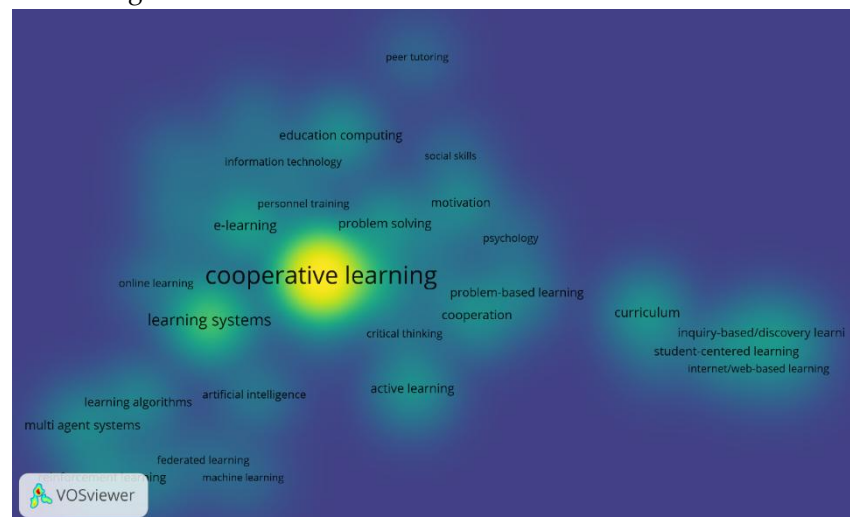 peer tutoring
education computing
information technology
social skills
personnel training
motivation
e-learning
problem solving
psychology
cooperative learning
online learning
problem-based learning
learning systems
cooperation
curriculum
critical thinking
inquiry-based/discovery learni
student-centered learning
internet/web-based learning
active learning
artificial intelligence
learning algorithms
multi agent systems
federated learning
reinforcement learning
machine learning
VOSviewer